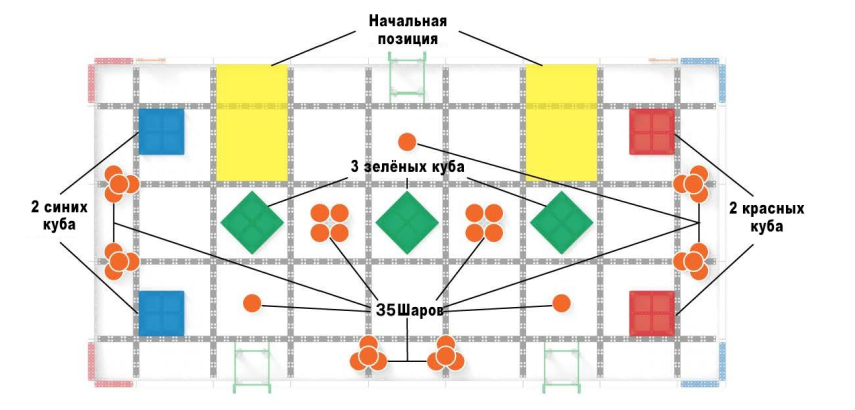 Начальная
позиция
3 зелёных куба
2 синих
куба
2 красных
куба
35Шаров